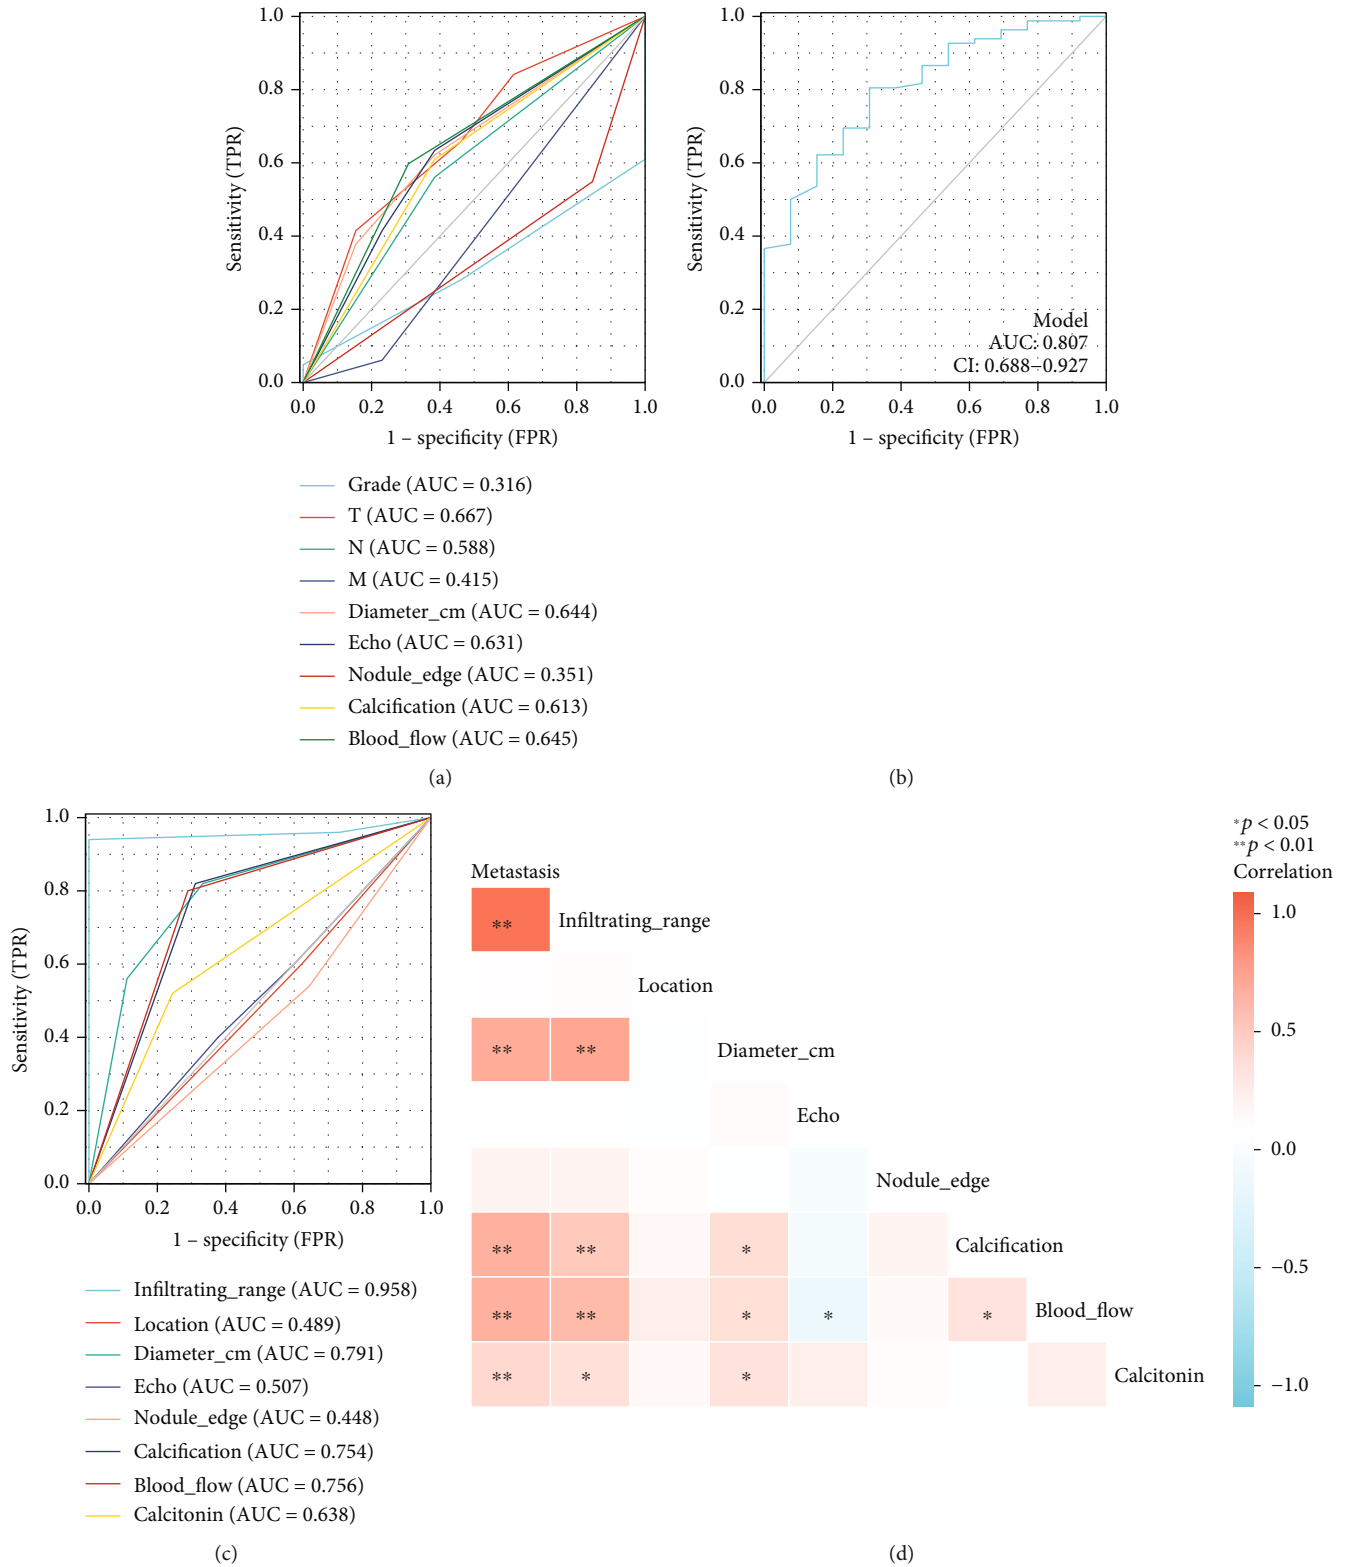 1.0
0.8
0.6
0.4
0.2
0.0
Sensitivity (TPR)
0.0 0.2 0.4 0.6 0.8 1.0
1 – specificity (FPR)
Grade (AUC = 0.316)
T (AUC = 0.667)
N (AUC = 0.588)
M (AUC = 0.415)
Diameter_cm (AUC = 0.644)
Echo (AUC = 0.631)
Nodule_edge (AUC = 0.351)
Calcification (AUC = 0.613)
Blood_flow (AUC = 0.645)
(a)
1.0
0.8
0.6
0.4
0.2
0.0
Sensitivity (TPR)
Model
AUC: 0.807
CI: 0.688–0.927
0.0 0.2 0.4 0.6 0.8 1.0
1 – specificity (FPR)
(b)
1.0
0.8
0.6
0.4
0.2
0.0
Sensitivity (TPR)
0.0 0.2 0.4 0.6 0.8 1.0
1 – specificity (FPR)
Infiltrating_range (AUC = 0.958)
Location (AUC = 0.489)
Diameter_cm (AUC = 0.791)
Echo (AUC = 0.507)
Nodule_edge (AUC = 0.448)
Calcification (AUC = 0.754)
Blood_flow (AUC = 0.756)
Calcitonin (AUC = 0.638)
(c)
Metastasis
** Infiltrating_range
Location
** ** Diameter_cm
Echo
Nodule_edge
** ** * Calcification
** ** * * * Blood_flow
** * * Calcitonin
*p < 0.05
**p < 0.01
Correlation
1.0
0.5
0.0
−0.5
−1.0
(d)